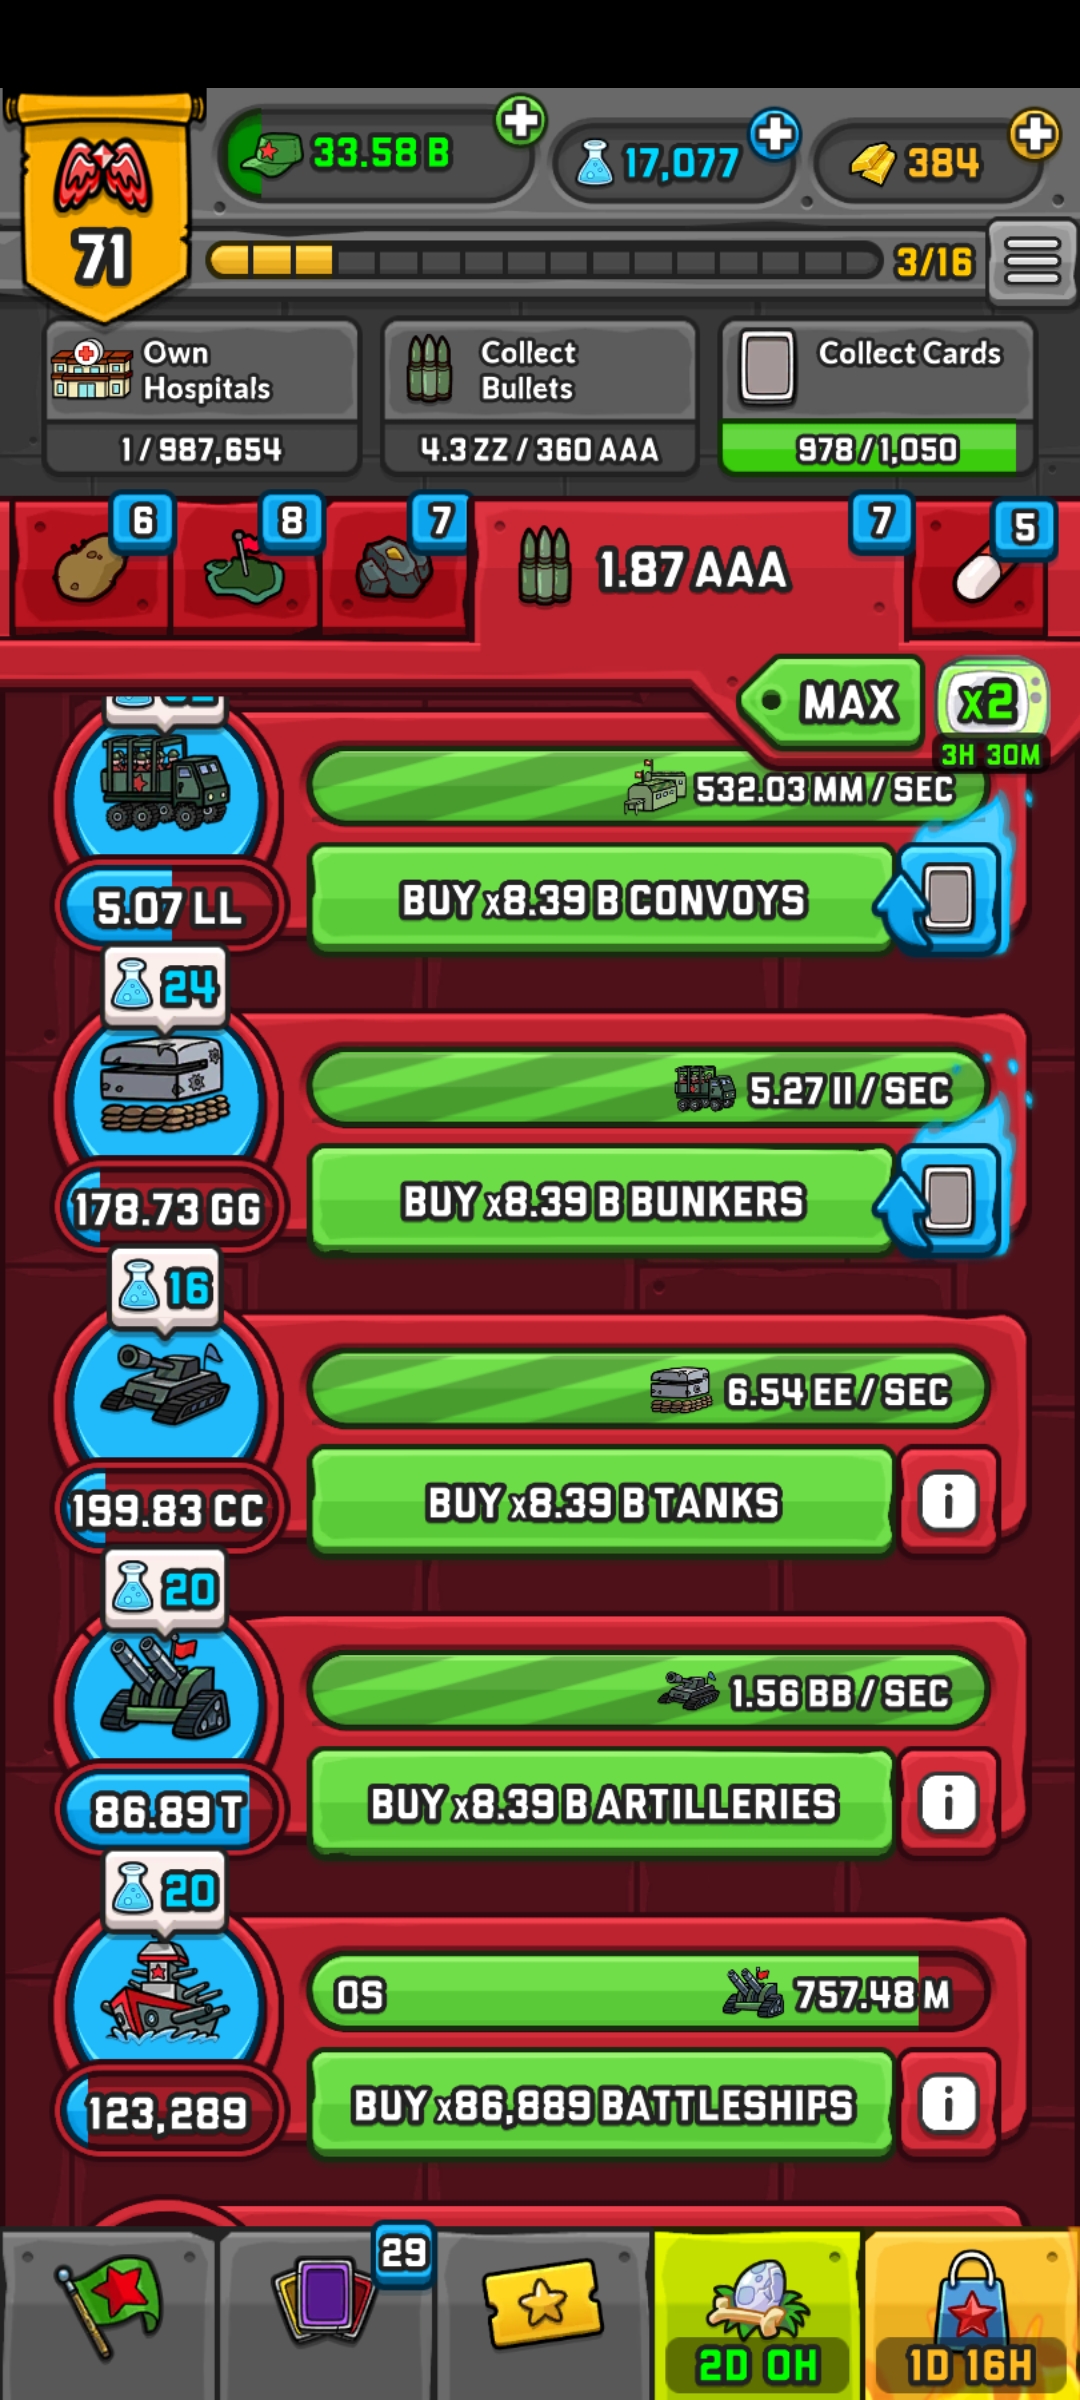 33.58 B
17,077
384
71
3/16
Own
Hospitals
1/987,654
Collect
Bullets
4.3 ZZ / 360 AAA
Collect Cards
978/1,050
6
8
7
1.87 AAA
7
5
MAX
x2
3H 30M
532.03 MM / SEC
BUY x8.39 B CONVOYS
5.07 LL
24
5.27 II / SEC
BUY x8.39 B BUNKERS
178.73 GG
16
6.54 EE / SEC
BUY x8.39 B TANKS
199.83 CC
20
1.56 BB / SEC
BUY x8.39 B ARTILLERIES
86.89 T
20
0S
757.48 M
BUY x86,889 BATTLESHIPS
123,289
29
2D 0H
1D 16H